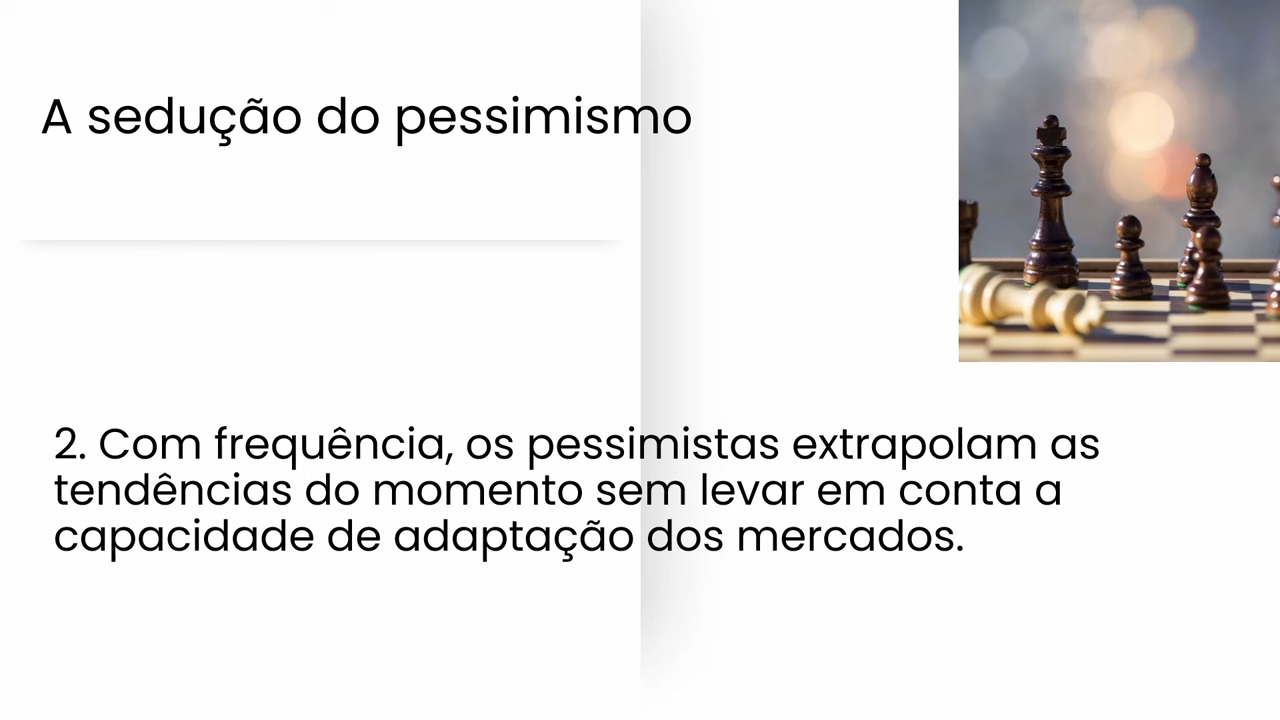 A sedução do pessimismo
2. Com frequência, os pessimistas extrapolam as
tendências do momento sem levar em conta a
capacidade de adaptação dos mercados.